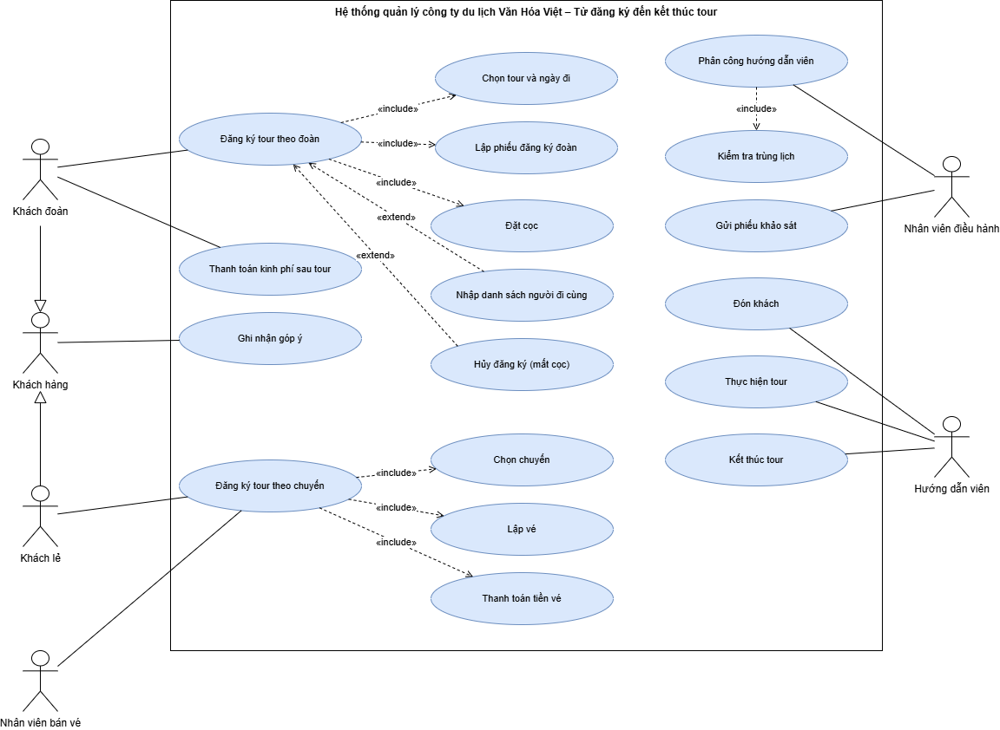 Hệ thống quản lý công ty du lịch Văn Hóa Việt – Từ đăng ký đến kết thúc tour
Phân công hướng dẫn viên
Chọn tour và ngày đi
«include»
«include»
Đăng ký tour theo đoàn
«include»
Lập phiếu đăng ký đoàn
Kiểm tra trùng lịch
«include»
Khách đoàn
«extend»
Đặt cọc
Gửi phiếu khảo sát
Nhân viên điều hành
«extend»
Thanh toán kinh phí sau tour
Nhập danh sách người đi cùng
Đón khách
Ghi nhận góp ý
Hủy đăng ký (mất cọc)
Thực hiện tour
Khách hàng
Chọn chuyến
Kết thúc tour
«include»
Đăng ký tour theo chuyến
Hướng dẫn viên
«include»
Lập vé
«include»
Khách lẻ
Thanh toán tiền vé
Nhân viên bán vé